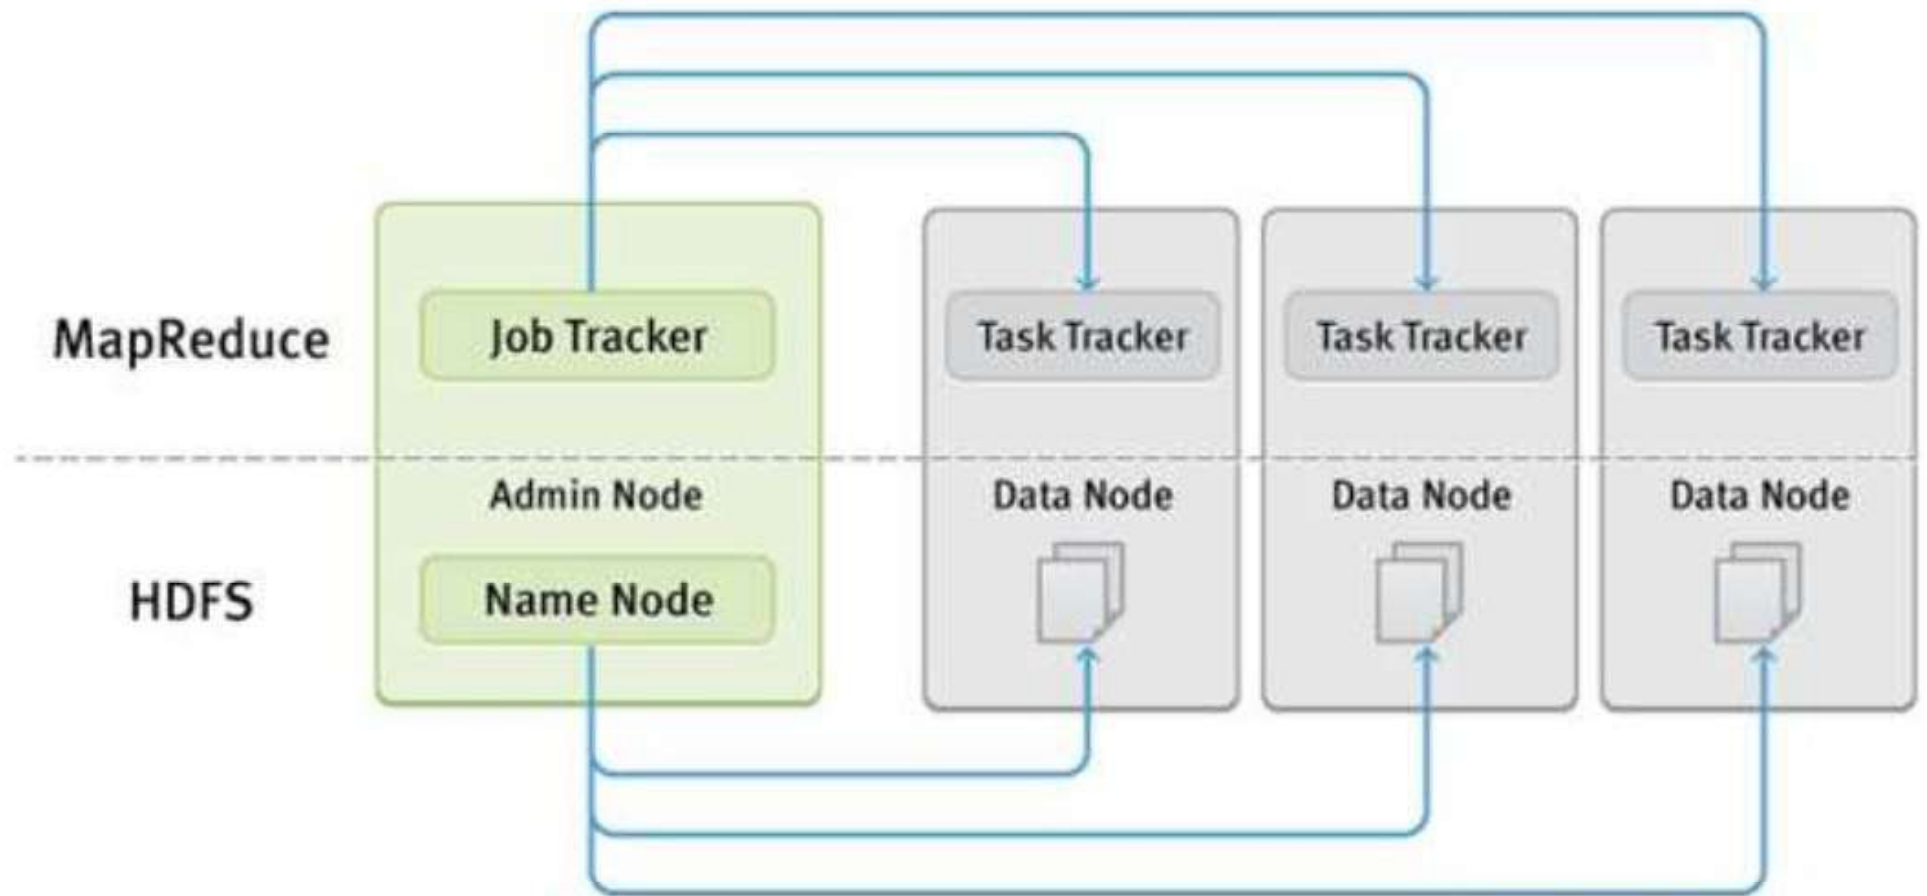 MapReduce
Job Tracker
Task Tracker
Task Tracker
Task Tracker
Admin Node
Data Node
Data Node
Data Node
HDFS
Name Node